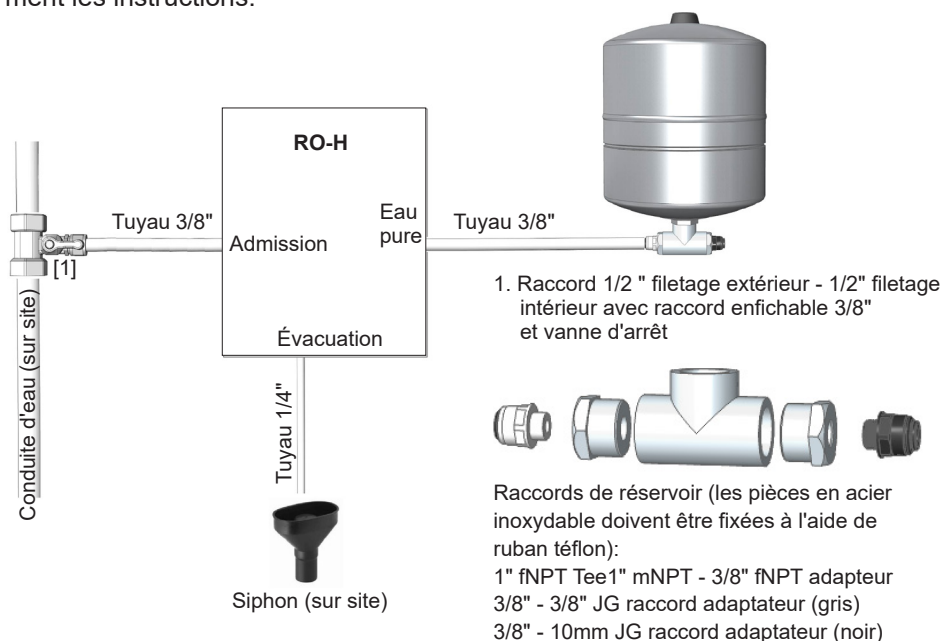 ment les instructions.
RO-H
Tuyau 3/8"
Admission
Eau
pure
Tuyau 3/8"
[1]
Évacuation
Conduite d'eau (sur site)
Tuyau 1/4"
Siphon (sur site)
1. Raccord 1/2 " filetage extérieur - 1/2" filetage
intérieur avec raccord enfichable 3/8"
et vanne d'arrêt
Raccords de réservoir (les pièces en acier
inoxydable doivent être fixées à l'aide de
ruban téflon):
1" fNPT Tee1" mNPT - 3/8" fNPT adapteur
3/8" - 3/8" JG raccord adaptateur (gris)
3/8" - 10mm JG raccord adaptateur (noir)